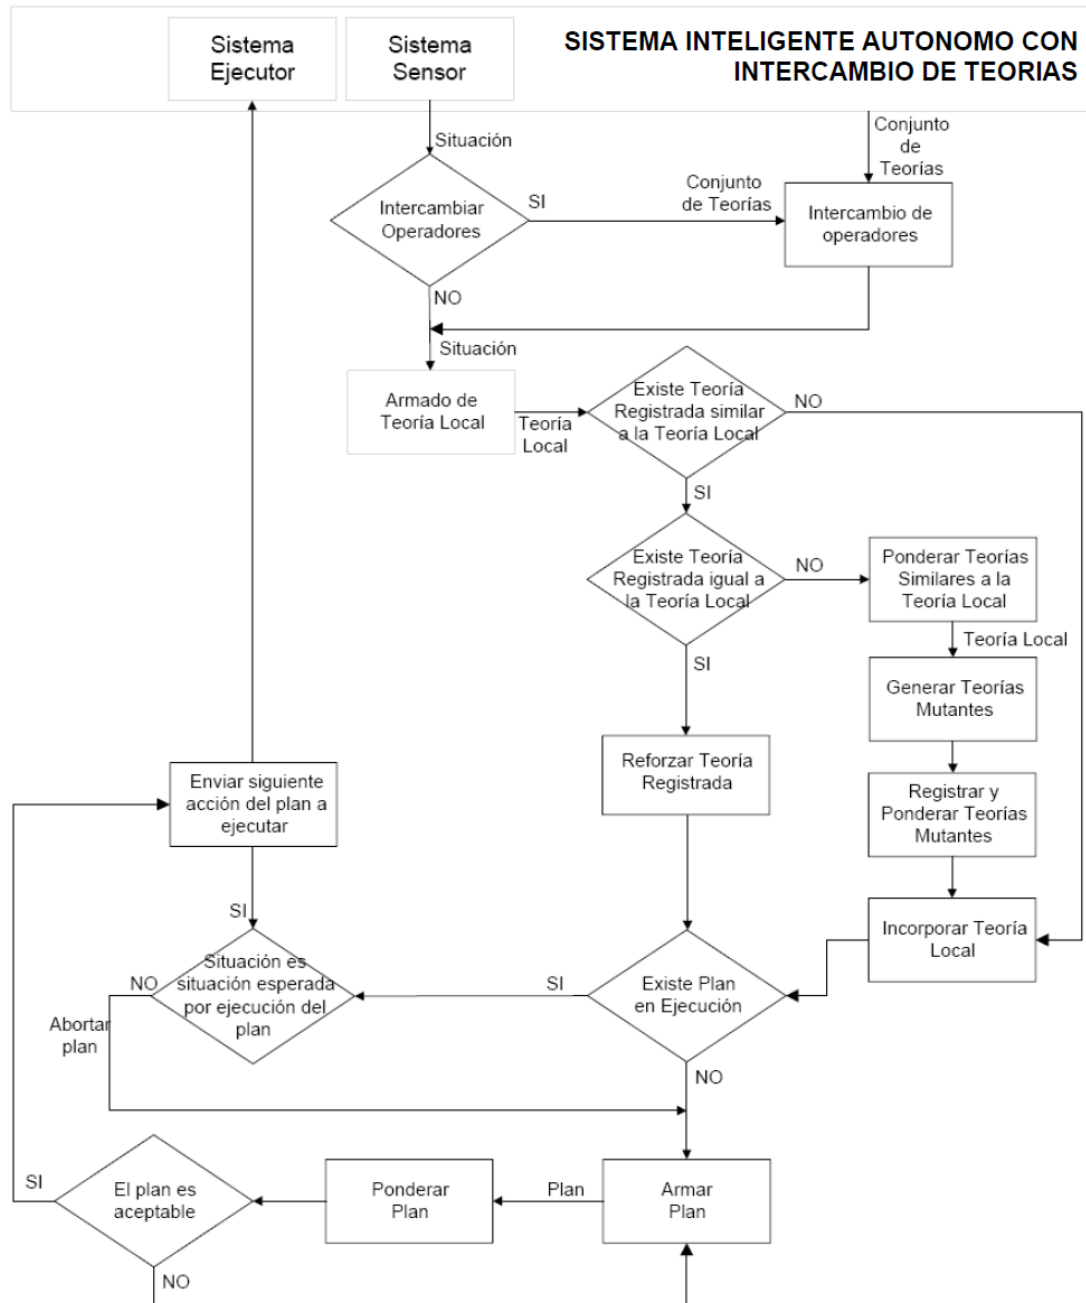 Sistema
Ejecutor
Sistema
Sensor
SISTEMA INTELIGENTE AUTONOMO CON
INTERCAMBIO DE TEORIAS
Situación
Conjunto
de
Teorías
Intercambiar
Operadores
SI
Conjunto
de Teorías
Intercambio de
operadores
NO
Situación
Armado de
Teoría Local
Teoría
Local
Existe Teoría
Registrada similar
a la Teoría Local
NO
SI
Existe Teoría
Registrada igual a
la Teoría Local
NO
Ponderar Teorías
Similares a la
Teoría Local
Teoría Local
SI
Generar Teorías
Mutantes
Reforzar Teoría
Registrada
Registrar y
Ponderar Teorías
Mutantes
Enviar siguiente
acción del plan a
ejecutar
SI
Incorporar Teoría
Local
Situación es
situación esperada
por ejecución del
plan
NO
Abortar
plan
SI
Existe Plan
en Ejecución
NO
SI
El plan es
aceptable
Ponderar
Plan
Plan
Armar
Plan
NO